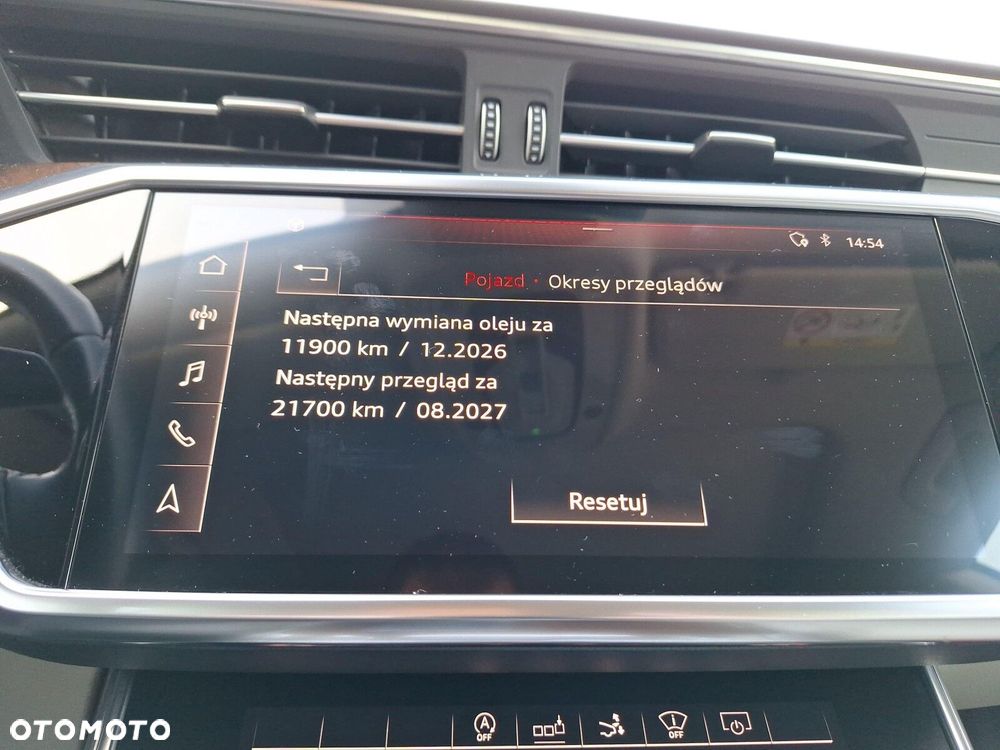 14:54
Pojazd · Okresy przeglądów
Następna wymiana oleju za
11900 km / 12.2026
Następny przegląd za
21700 km / 08.2027
Resetuj
A
OFF
OFF
OTOMOTO